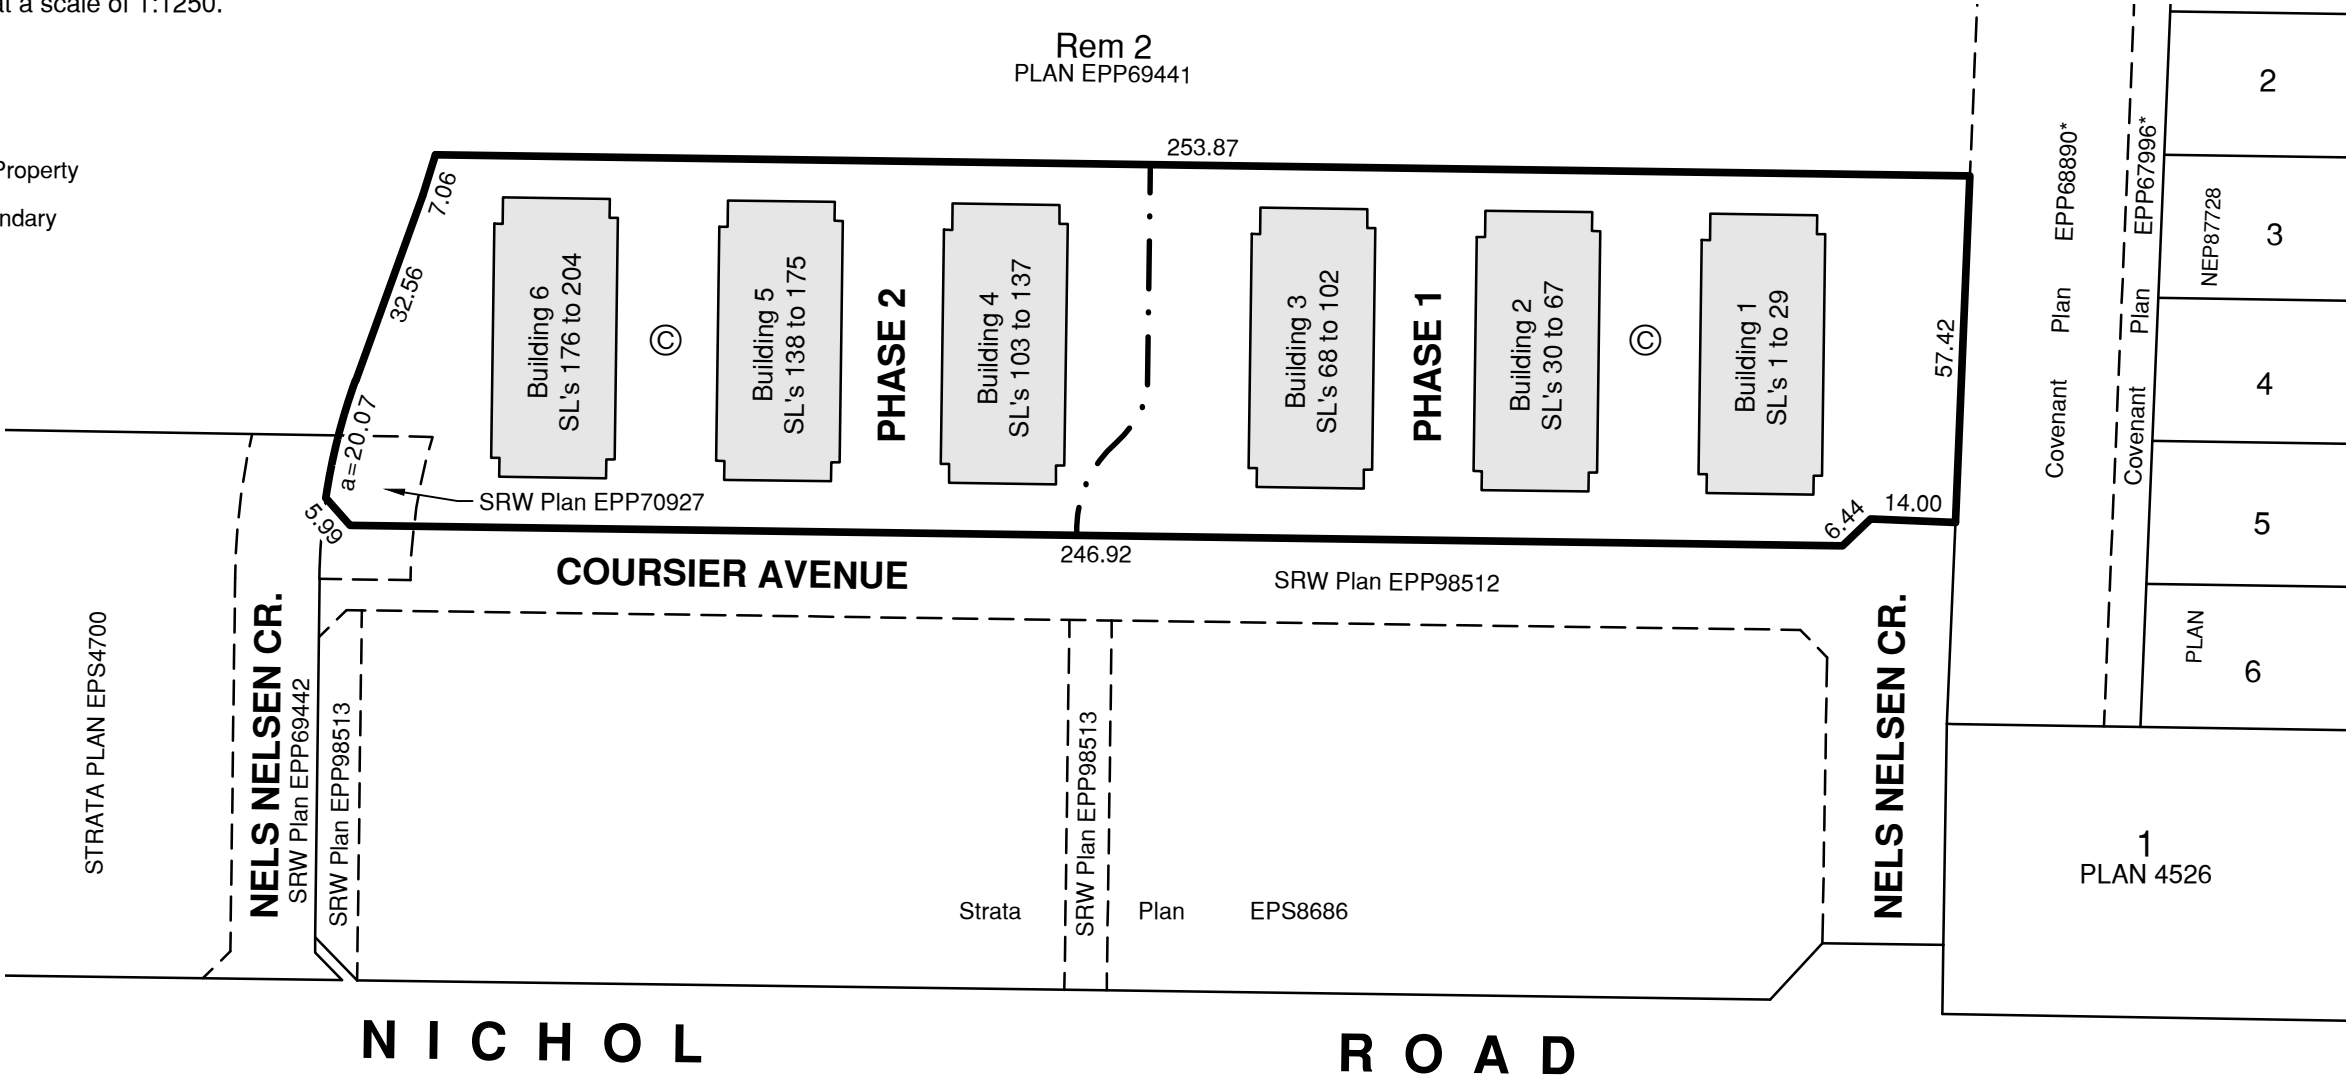 at a scale of 1:1250.
Rem 2
PLAN EPP69441
Property
ndary
253.87
7.06
32.56
a=20.07
5.99
Building 6
SL's 176 to 204
©
Building 5
SL's 138 to 175
PHASE 2
Building 4
SL's 103 to 137
Building 3
SL's 68 to 102
PHASE 1
Building 2
SL's 30 to 67
©
Building 1
SL's 1 to 29
57.42
14.00
6.44
SRW Plan EPP70927
246.92
COURSIER AVENUE
SRW Plan EPP98512
Covenant Plan EPP68890*
Covenant Plan EPP67996*
2
NEP87728
3
4
5
PLAN
6
STRATA PLAN EPS4700
NELS NELSEN CR.
SRW Plan EPP69442
SRW Plan EPP98513
SRW Plan EPP98513
Strata Plan EPS8686
NELS NELSEN CR.
1
PLAN 4526
NICHOL ROAD